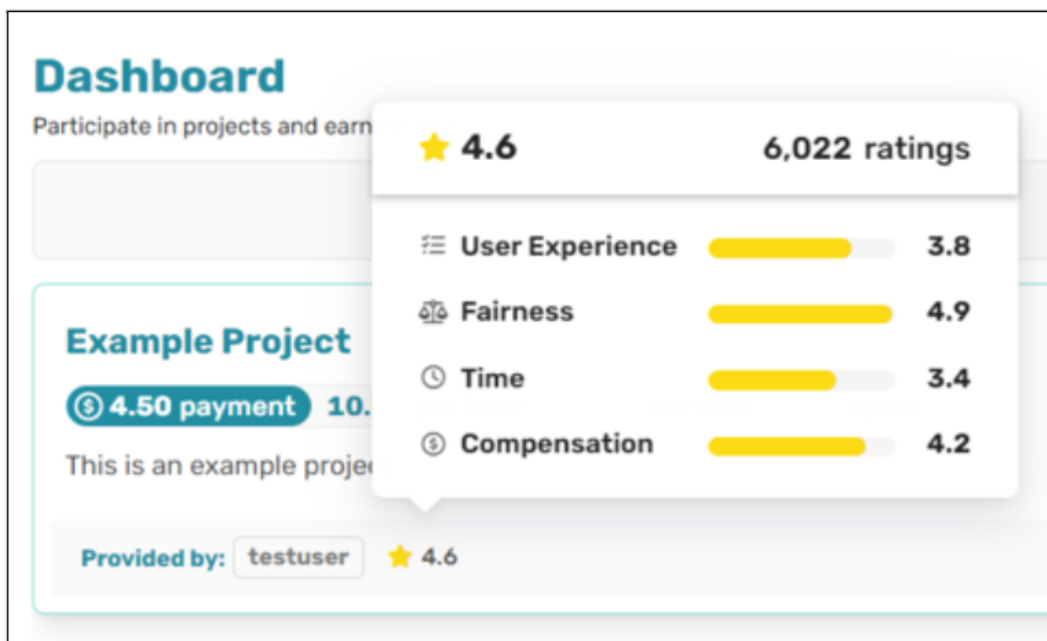 Dashboard
Participate in projects and earn
4.6 6,022 ratings
User Experience 3.8
Fairness 4.9
Time 3.4
Compensation 4.2
Example Project
$ 4.50 payment 10.
This is an example
Provided by: testuser 4.6